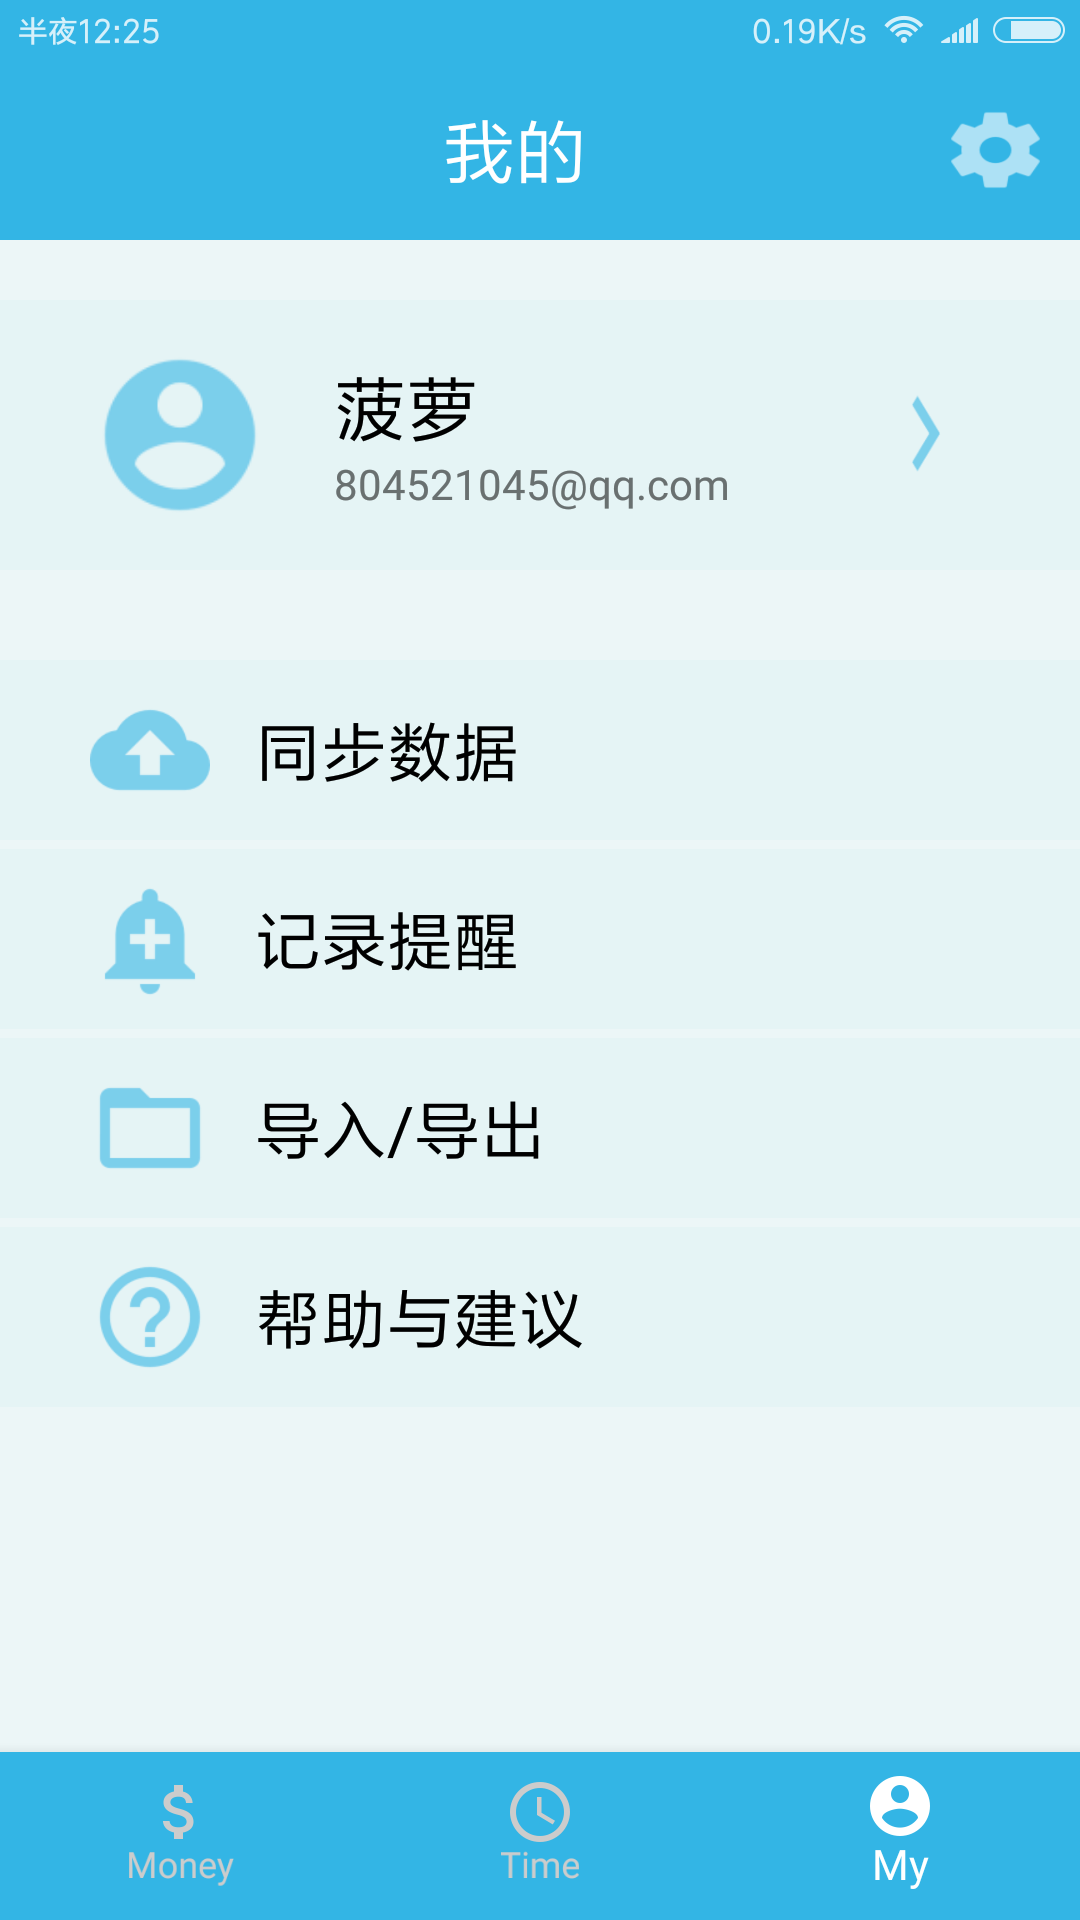 半夜12:25
0.19K/s
我的
菠萝
804521045@qq.com
同步数据
记录提醒
导入/导出
帮助与建议
Money
Time
My